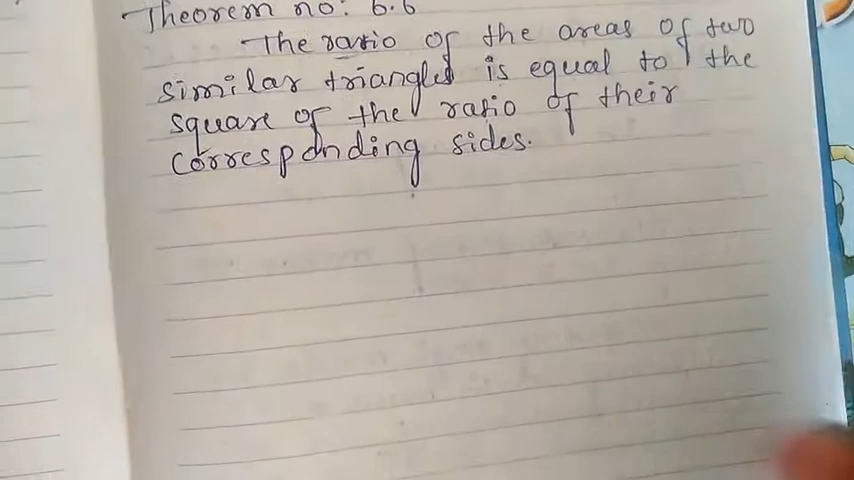 Theorem no: 6.6
The ratio of the areas of two
similar triangles is equal to the
square of the ratio of their
corresponding sides.